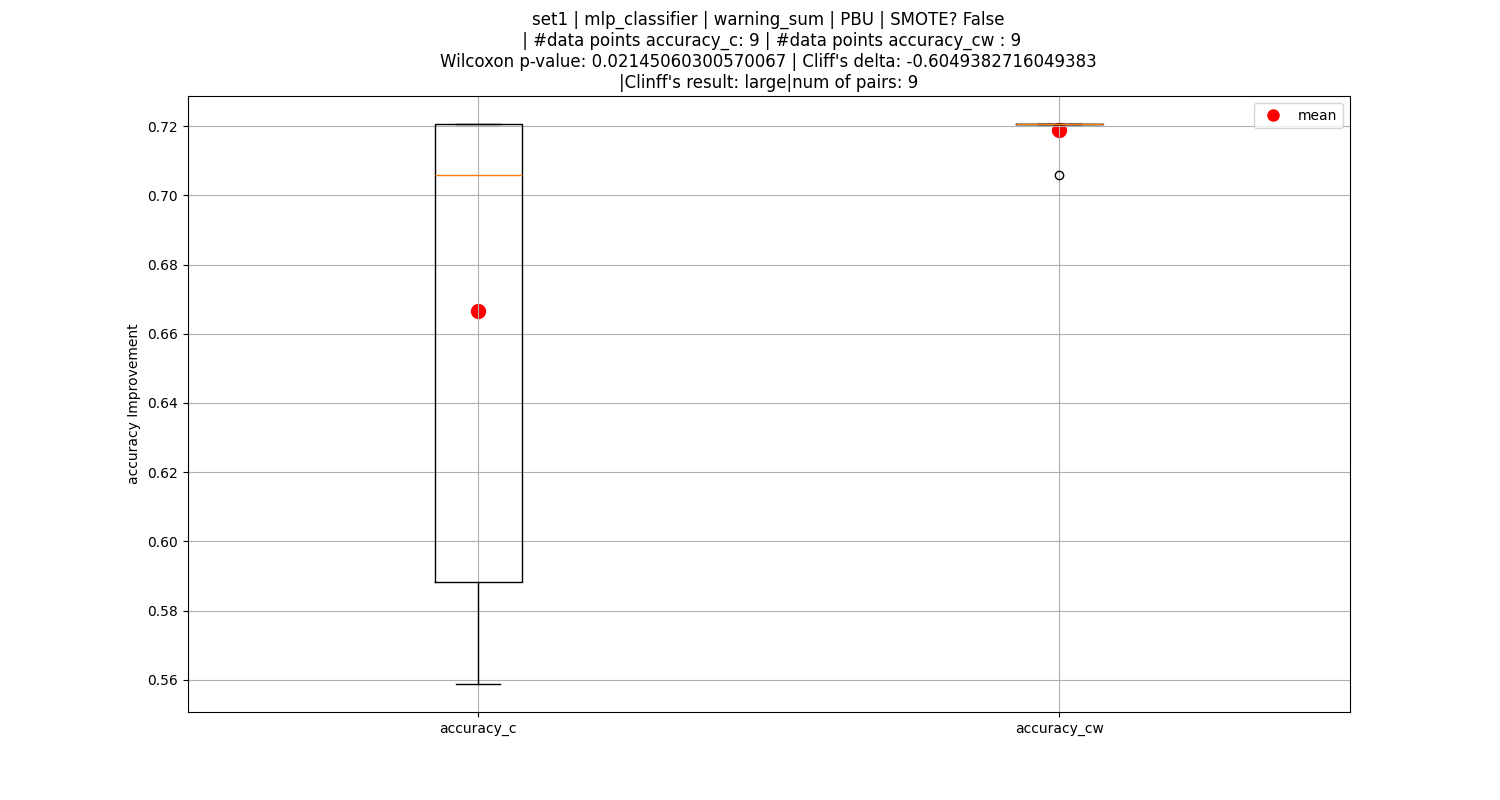 set1 | mlp_classifier | warning_sum | PBU | SMOTE? False
| #data points accuracy_c: 9 | #data points accuracy_cw : 9
Wilcoxon p-value: 0.02145060300570067 | Cliff's delta: -0.6049382716049383
|Clinff's result: large|num of pairs: 9
mean
accuracy Improvement
0.72
0.70
0.68
0.66
0.64
0.62
0.60
0.58
0.56
accuracy_c
accuracy_cw